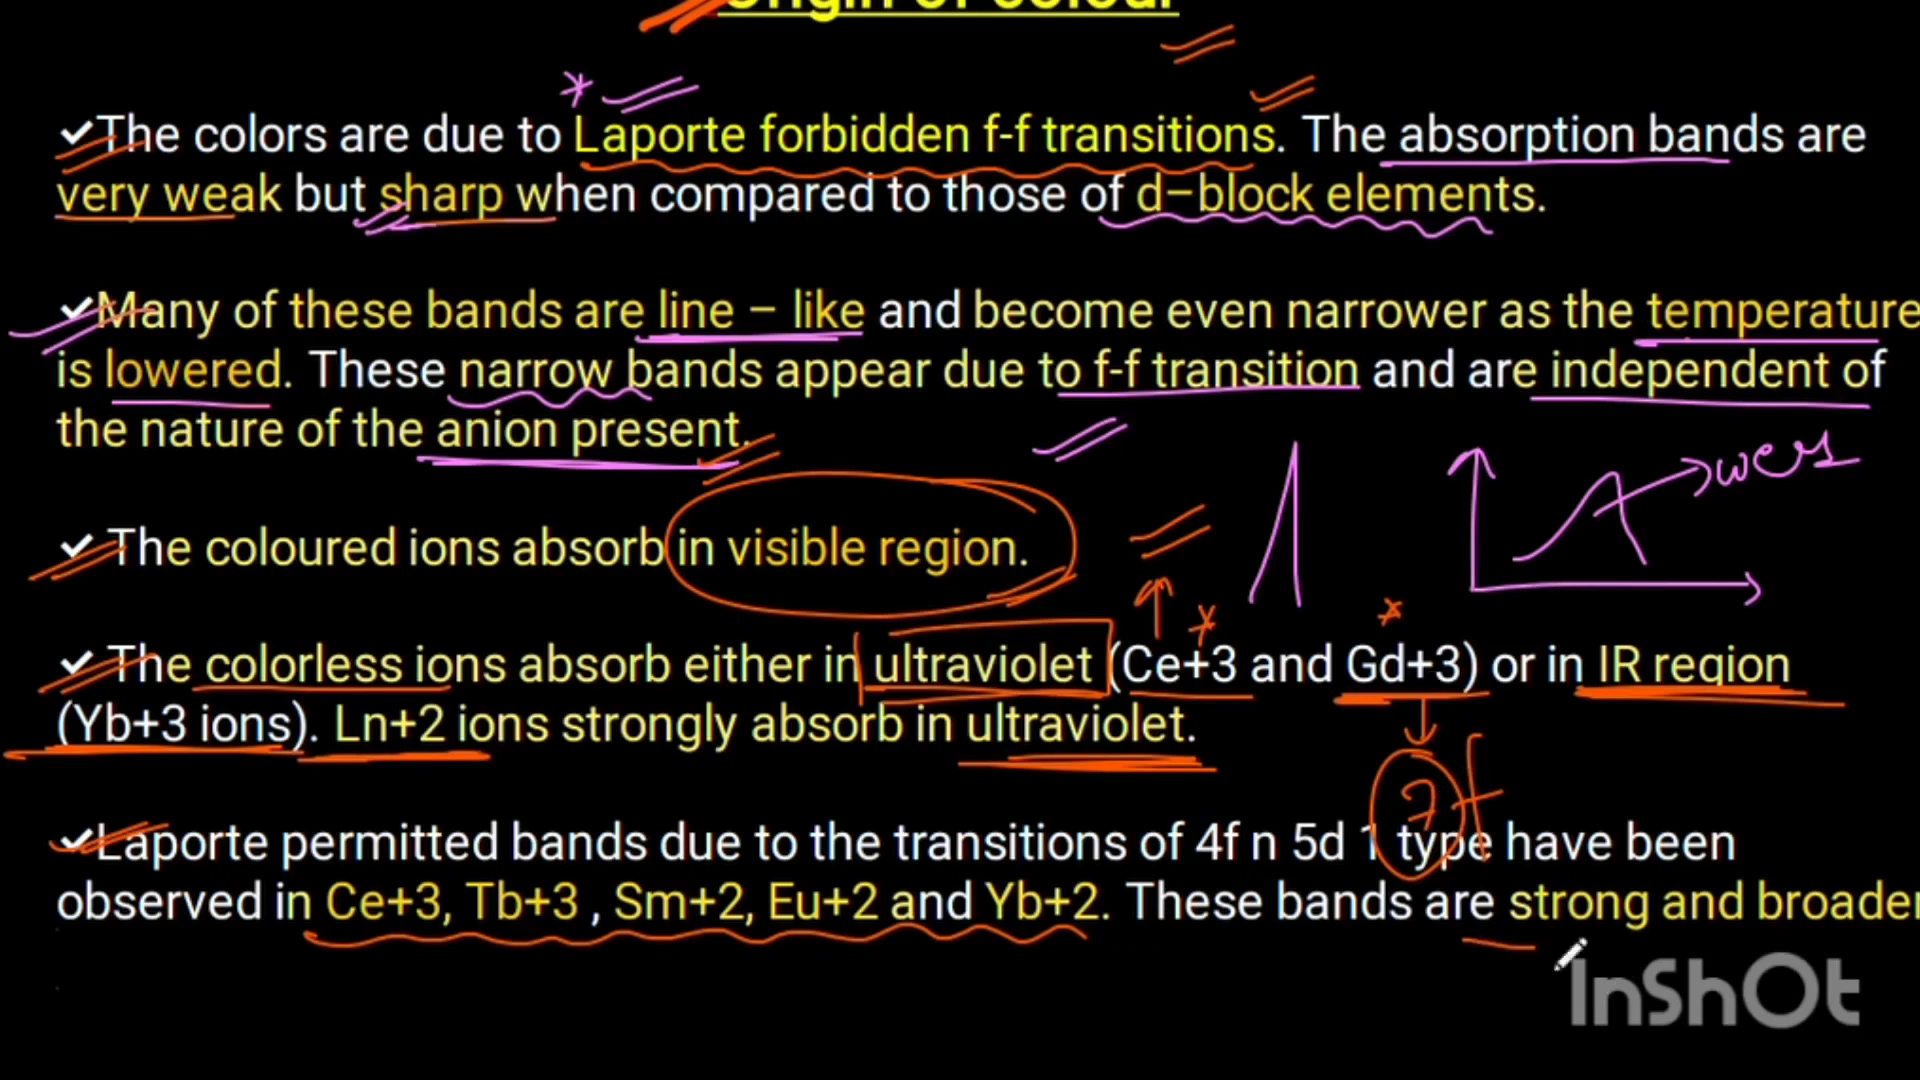 Origin of colour
✔The colors are due to Laporte forbidden f-f transitions. The absorption bands are
very weak but sharp when compared to those of d–block elements.
✔Many of these bands are line – like and become even narrower as the temperature
is lowered. These narrow bands appear due to f-f transition and are independent of
the nature of the anion present.
✔ The coloured ions absorb in visible region.
✔ The colorless ions absorb either in ultraviolet (Ce+3 and Gd+3) or in IR region
(Yb+3 ions). Ln+2 ions strongly absorb in ultraviolet.
7f
✔Laporte permitted bands due to the transitions of 4f n 5d 1 type have been
observed in Ce+3, Tb+3 , Sm+2, Eu+2 and Yb+2. These bands are strong and broader
InShOt